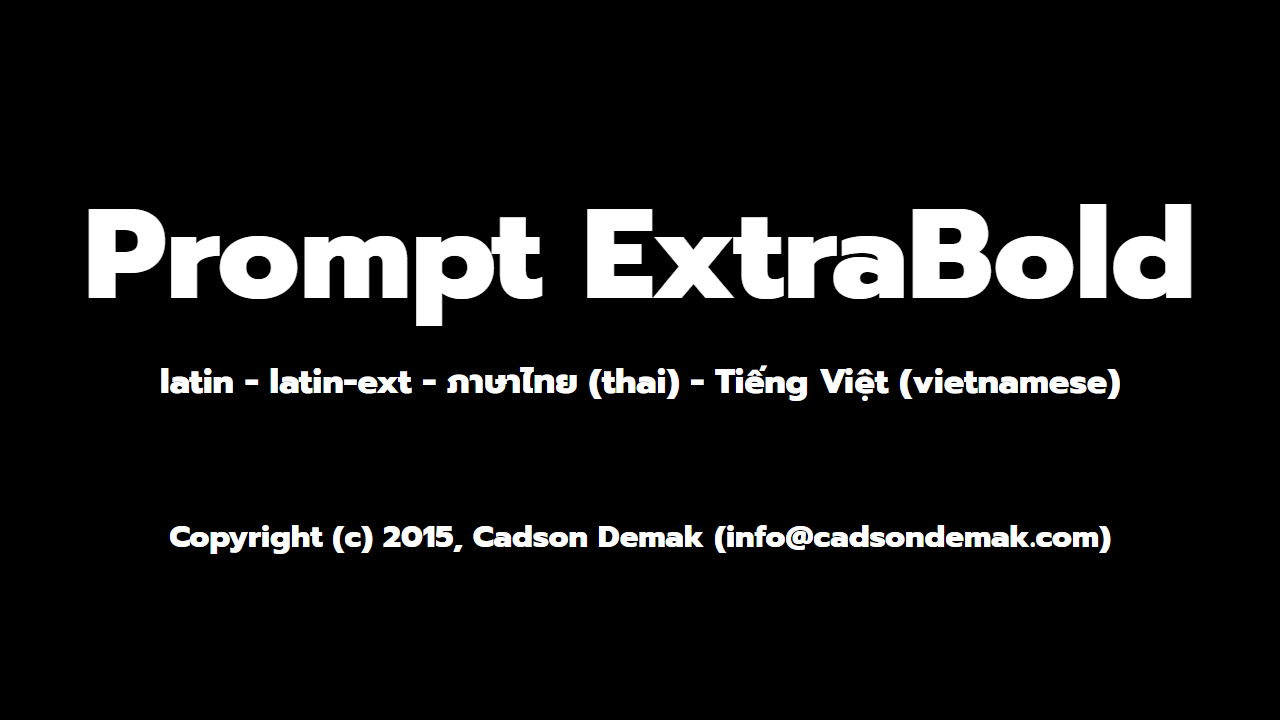 Prompt ExtraBold
latin - latin-ext - ภาษาไทย (thai) - Tiếng Việt (vietnamese)
Copyright (c) 2015, Cadson Demak (info@cadsondemak.com)